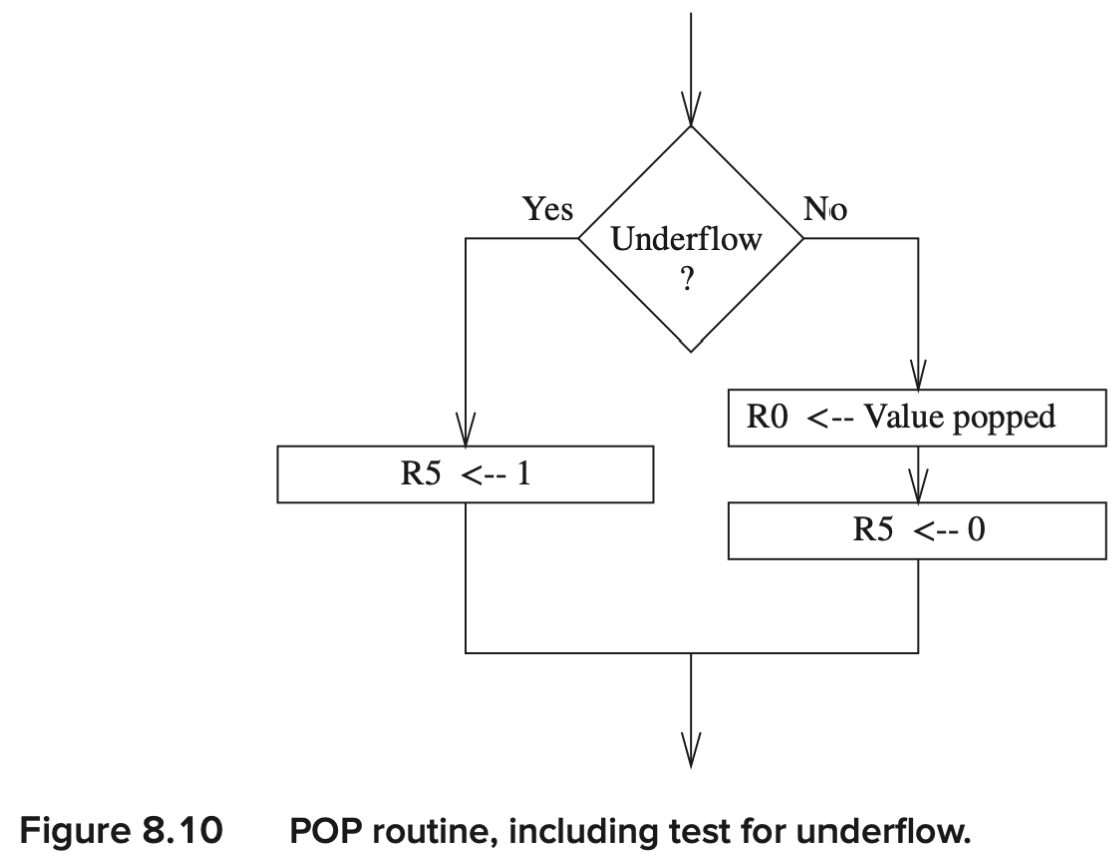 Yes
No
Underflow
?
R0 <-- Value popped
R5 <-- 1
R5 <-- 0
Figure 8.10 POP routine, including test for underflow.